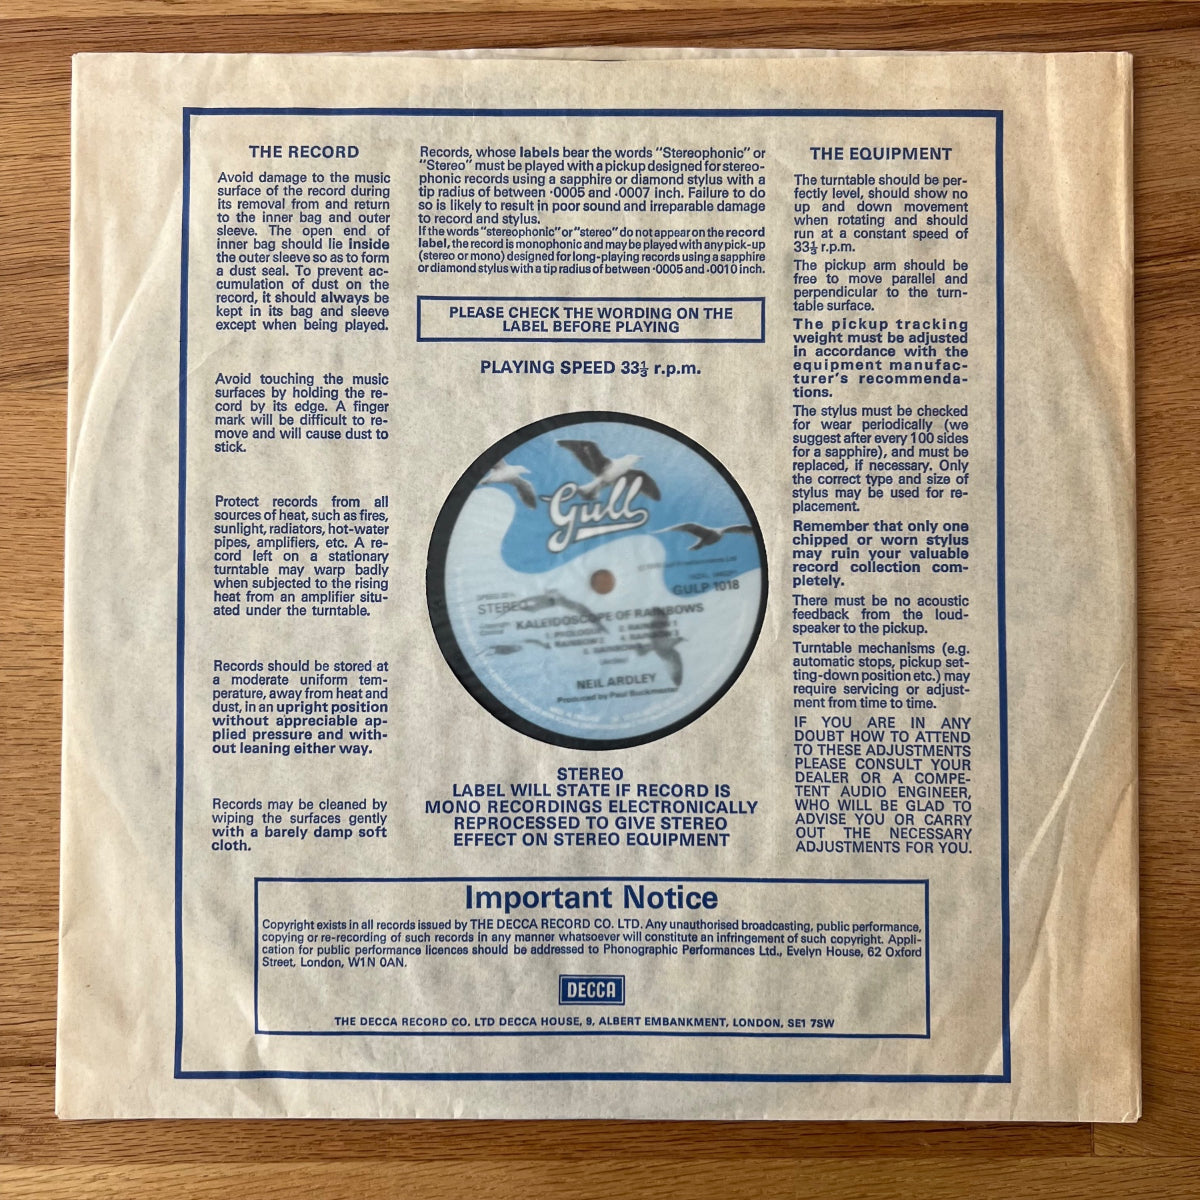 THE RECORD
Avoid damage to the music
surface of the record during
its removal from and return
to the inner bag and outer
sleeve. The open end of
inner bag should lie inside
the outer sleeve so as to form
a dust seal. To prevent ac-
cumulation of dust on the
record, it should always be
kept in its bag and sleeve
except when being played.
Avoid touching the music
surfaces by holding the re-
cord by its edge. A finger
mark will be difficult to re-
move and will cause dust to
stick.
Protect records from all
sources of heat, such as fires,
sunlight, radiators, hot-water
pipes, amplifiers, etc. A re-
cord left on a stationary
turntable may warp badly
when subjected to the rising
heat from an amplifier situ-
ated under the turntable.
Records should be stored at
a moderate uniform tem-
perature, away from heat and
dust, in an upright position
without appreciable ap-
plied pressure and with-
out leaning either way.
Records may be cleaned by
wiping the surfaces gently
with a barely damp soft
cloth.
Records, whose labels bear the words "Stereophonic" or
"Stereo" must be played with a pickup designed for stereo-
phonic records using a sapphire or diamond stylus with a
tip radius of between ·0005 and ·0007 inch. Failure to do
so is likely to result in poor sound and irreparable damage
to record and stylus.
If the words "stereophonic" or "stereo" do not appear on the record
label, the record is monophonic and may be played with any pick-up
(stereo or mono) designed for long-playing records using a sapphire
or diamond stylus with a tip radius of between ·0005 and ·0010 inch.
PLEASE CHECK THE WORDING ON THE
LABEL BEFORE PLAYING
PLAYING SPEED 33⅓ r.p.m.
Gull
GULP 1018
STEREO
KALEIDOSCOPE OF RAINBOWS
1. PROLOGUE 2. RAINBOW 1
3. RAINBOW 2 4. RAINBOW 3
5. RAINBOW
NEIL ARDLEY
Produced by Paul Buckmaster
STEREO
LABEL WILL STATE IF RECORD IS
MONO RECORDINGS ELECTRONICALLY
REPROCESSED TO GIVE STEREO
EFFECT ON STEREO EQUIPMENT
THE EQUIPMENT
The turntable should be per-
fectly level, should show no
up and down movement
when rotating and should
run at a constant speed of
33⅓ r.p.m.
The pickup arm should be
free to move parallel and
perpendicular to the turn-
table surface.
The pickup tracking
weight must be adjusted
in accordance with the
equipment manufac-
turer's recommenda-
tions.
The stylus must be checked
for wear periodically (we
suggest after every 100 sides
for a sapphire), and must be
replaced, if necessary. Only
the correct type and size of
stylus may be used for re-
placement.
Remember that only one
chipped or worn stylus
may ruin your valuable
record collection com-
pletely.
There must be no acoustic
feedback from the loud-
speaker to the pickup.
Turntable mechanisms (e.g.
automatic stops, pickup set-
ting-down position etc.) may
require servicing or adjust-
ment from time to time.
IF YOU ARE IN ANY
DOUBT HOW TO ATTEND
TO THESE ADJUSTMENTS
PLEASE CONSULT YOUR
DEALER OR A COMPE-
TENT AUDIO ENGINEER,
WHO WILL BE GLAD TO
ADVISE YOU OR CARRY
OUT THE NECESSARY
ADJUSTMENTS FOR YOU.
Important Notice
Copyright exists in all records issued by THE DECCA RECORD CO. LTD. Any unauthorised broadcasting, public performance,
copying or re-recording of such records in any manner whatsoever will constitute an infringement of such copyright. Appli-
cation for public performance licences should be addressed to Phonographic Performances Ltd., Evelyn House, 62 Oxford
Street, London, W1N 0AN.
DECCA
THE DECCA RECORD CO. LTD DECCA HOUSE, 9, ALBERT EMBANKMENT, LONDON, SE1 7SW